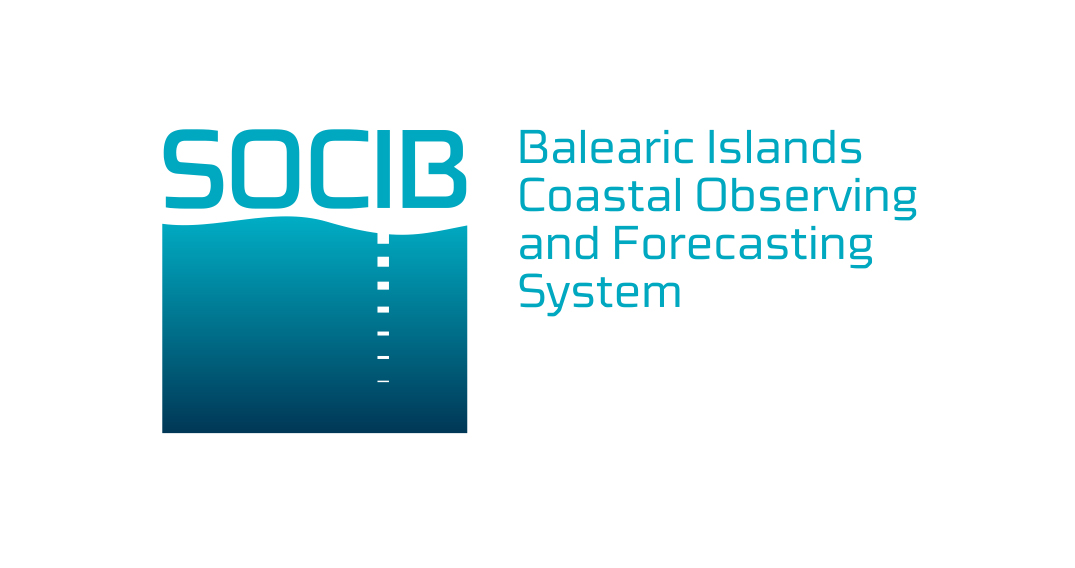 SOCIB
Balearic Islands
Coastal Observing
and Forecasting
System